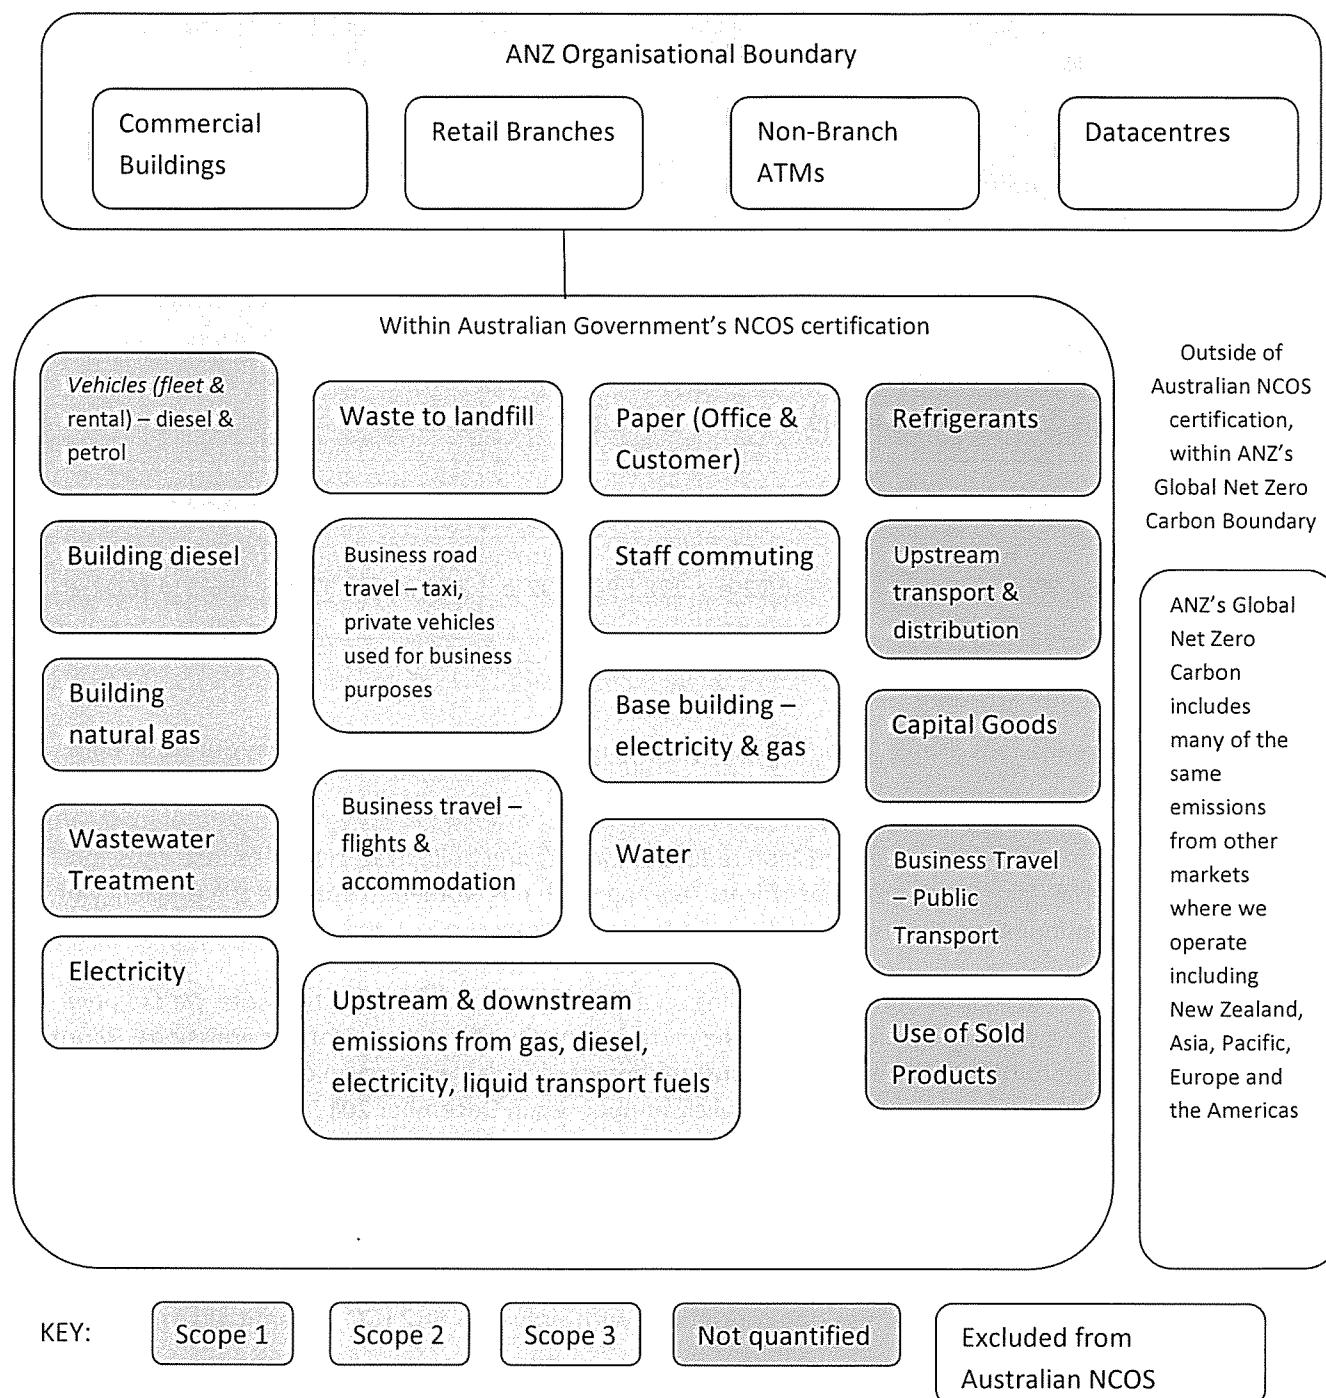 ANZ Organisational Boundary
Commercial
Buildings
Retail Branches
Non-Branch
ATMs
Datacentres
Within Australian Government's NCOS certification
Vehicles (fleet &
rental) – diesel &
petrol
Waste to landfill
Paper (Office &
Customer)
Refrigerants
Building diesel
Business road
travel – taxi,
private vehicles
used for business
purposes
Staff commuting
Upstream
transport &
distribution
Building
natural gas
Base building –
electricity & gas
Capital Goods
Wastewater
Treatment
Business travel –
flights &
accommodation
Water
Business Travel
– Public
Transport
Electricity
Upstream & downstream
emissions from gas, diesel,
electricity, liquid transport fuels
Use of Sold
Products
Outside of
Australian NCOS
certification,
within ANZ's
Global Net Zero
Carbon Boundary
ANZ's Global
Net Zero
Carbon
includes
many of the
same
emissions
from other
markets
where we
operate
including
New Zealand,
Asia, Pacific,
Europe and
the Americas
KEY:
Scope 1
Scope 2
Scope 3
Not quantified
Excluded from
Australian NCOS